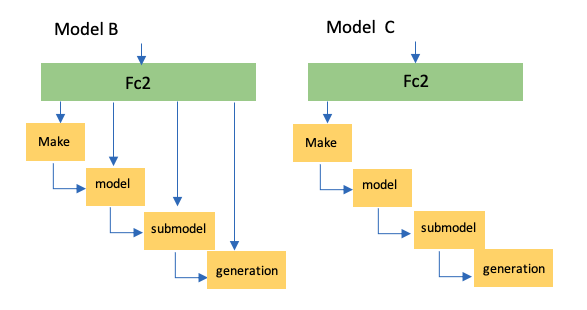 Model B
Fc2
Make
model
submodel
generation
Model C
Fc2
Make
model
submodel
generation